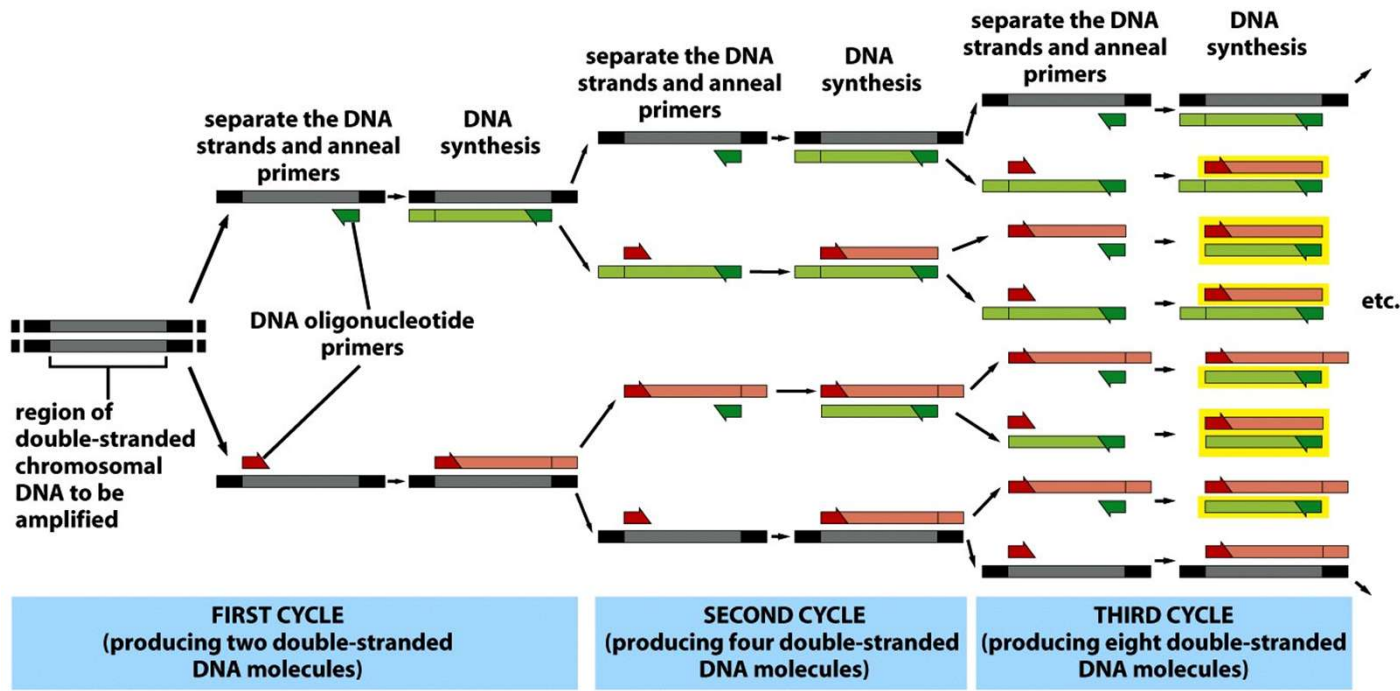 separate the DNA
strands and anneal
primers
DNA
synthesis
separate the DNA
strands and anneal
primers
DNA
synthesis
separate the DNA
strands and anneal
primers
DNA
synthesis
DNA oligonucleotide
primers
region of
double-stranded
chromosomal
DNA to be
amplified
etc.
FIRST CYCLE
(producing two double-stranded
DNA molecules)
SECOND CYCLE
(producing four double-stranded
DNA molecules)
THIRD CYCLE
(producing eight double-stranded
DNA molecules)